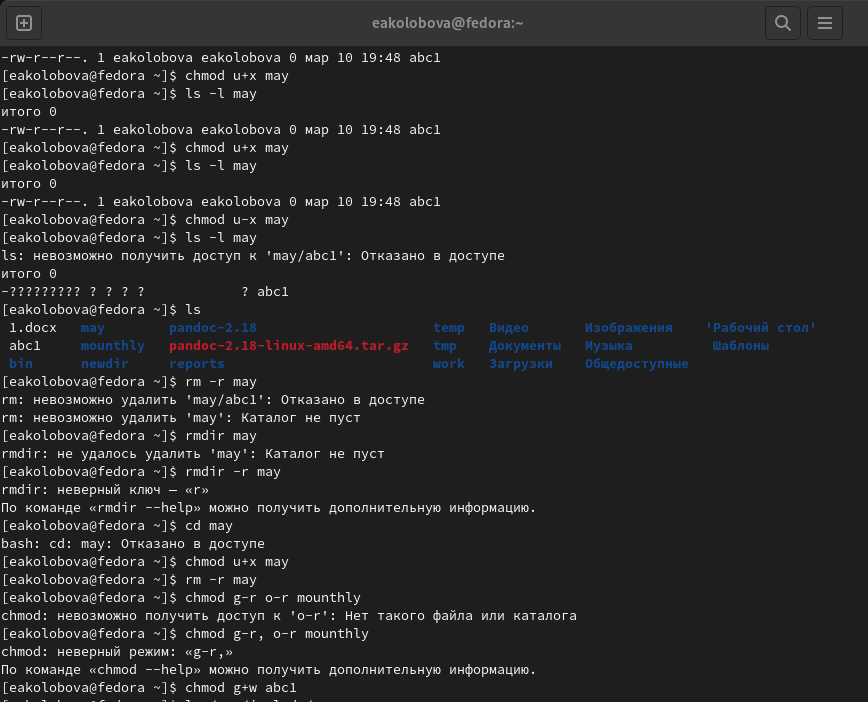 eakolobova@fedora:~
-rw-r--r--. 1 eakolobova eakolobova 0 мар 10 19:48 abc1
[eakolobova@fedora ~]$ chmod u+x may
[eakolobova@fedora ~]$ ls -l may
итого 0
-rw-r--r--. 1 eakolobova eakolobova 0 мар 10 19:48 abc1
[eakolobova@fedora ~]$ chmod u+x may
[eakolobova@fedora ~]$ ls -l may
итого 0
-rw-r--r--. 1 eakolobova eakolobova 0 мар 10 19:48 abc1
[eakolobova@fedora ~]$ chmod u-x may
[eakolobova@fedora ~]$ ls -l may
ls: невозможно получить доступ к 'may/abc1': Отказано в доступе
итого 0
-????????? ? ? ? ?            ? abc1
[eakolobova@fedora ~]$ ls
1.docx   may       pandoc-2.18                      temp   Видео       Изображения    'Рабочий стол'
abc1     mounthly  pandoc-2.18-linux-amd64.tar.gz   tmp    Документы   Музыка          Шаблоны
bin      newdir    reports                          work   Загрузки    Общедоступные
[eakolobova@fedora ~]$ rm -r may
rm: невозможно удалить 'may/abc1': Отказано в доступе
rm: невозможно удалить 'may': Каталог не пуст
[eakolobova@fedora ~]$ rmdir may
rmdir: не удалось удалить 'may': Каталог не пуст
[eakolobova@fedora ~]$ rmdir -r may
rmdir: неверный ключ — «r»
По команде «rmdir --help» можно получить дополнительную информацию.
[eakolobova@fedora ~]$ cd may
bash: cd: may: Отказано в доступе
[eakolobova@fedora ~]$ chmod u+x may
[eakolobova@fedora ~]$ rm -r may
[eakolobova@fedora ~]$ chmod g-r o-r mounthly
chmod: невозможно получить доступ к 'o-r': Нет такого файла или каталога
[eakolobova@fedora ~]$ chmod g-r, o-r mounthly
chmod: неверный режим: «g-r,»
По команде «chmod --help» можно получить дополнительную информацию.
[eakolobova@fedora ~]$ chmod g+w abc1